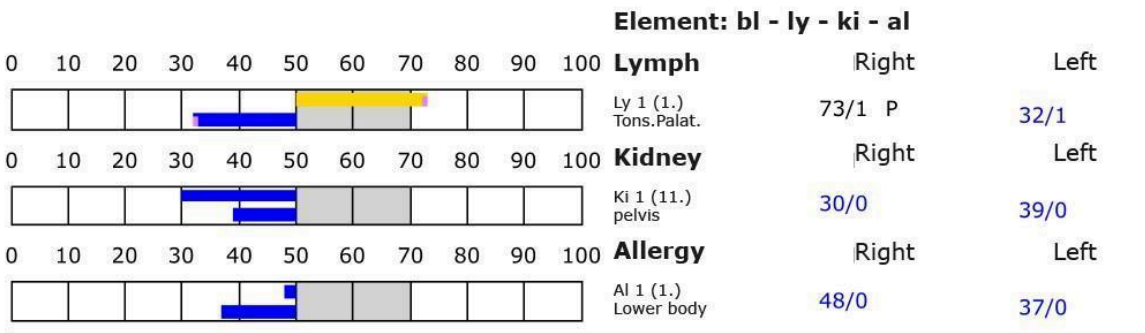 Element: bl - ly - ki - al
0 10 20 30 40 50 60 70 80 90 100 Lymph Right Left
Ly 1 (1.) 73/1 P 32/1
Tons.Palat.
0 10 20 30 40 50 60 70 80 90 100 Kidney Right Left
Ki 1 (11.) 30/0 39/0
pelvis
0 10 20 30 40 50 60 70 80 90 100 Allergy Right Left
Al 1 (1.) 48/0 37/0
Lower body